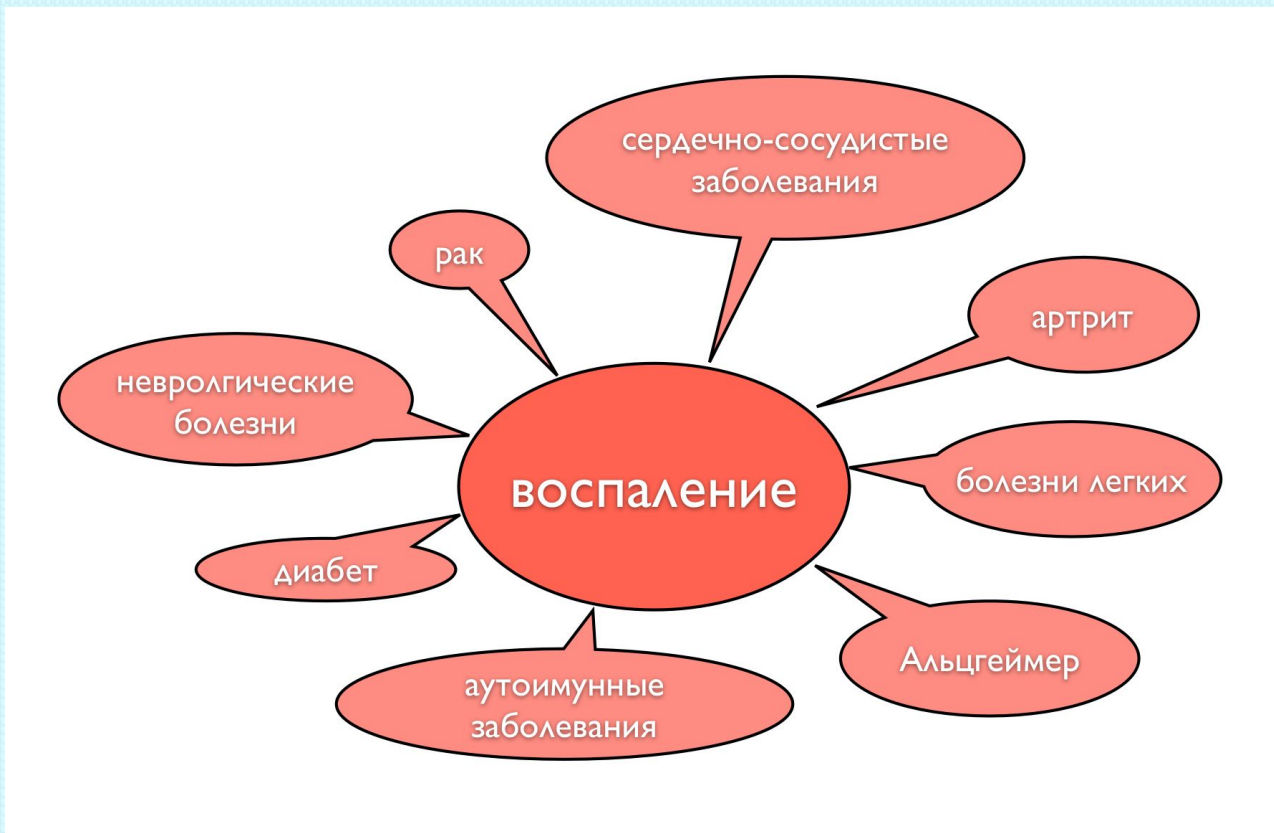 сердечно-сосудистые
заболевания
рак
артрит
невролгические
болезни
болезни легких
воспаление
диабет
Альцгеймер
аутоимунные
заболевания